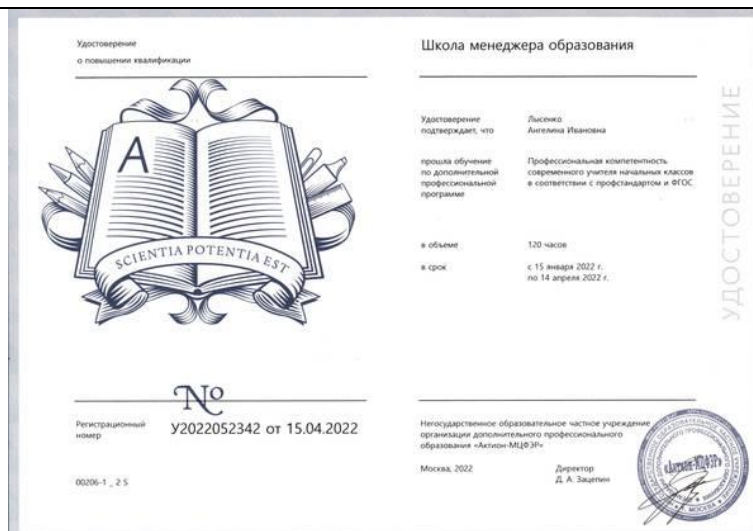 Удостоверение
о повышении квалификации
A
SCIENTIA POTENTIA EST
№
Регистрационный
номер
У2022052342 от 15.04.2022
00206-1 _ 2 S
Школа менеджера образования
Удостоверение
подтверждает, что
Лысенко
Ангелина Ивановна
прошла обучение
по дополнительной
профессиональной
программе
Профессиональная компетентность
современного учителя начальных классов
в соответствии с профстандартом и ФГОС
в объеме
120 часов
в срок
с 15 января 2022 г.
по 14 апреля 2022 г.
Негосударственное образовательное частное учреждение
организации дополнительного профессионального
образования «Актион-МЦФЭР»
Москва, 2022
Директор
Д. А. Зацепин
«Актион-МЦФЭР»
МОСКВА
УДОСТОВЕРЕНИЕ